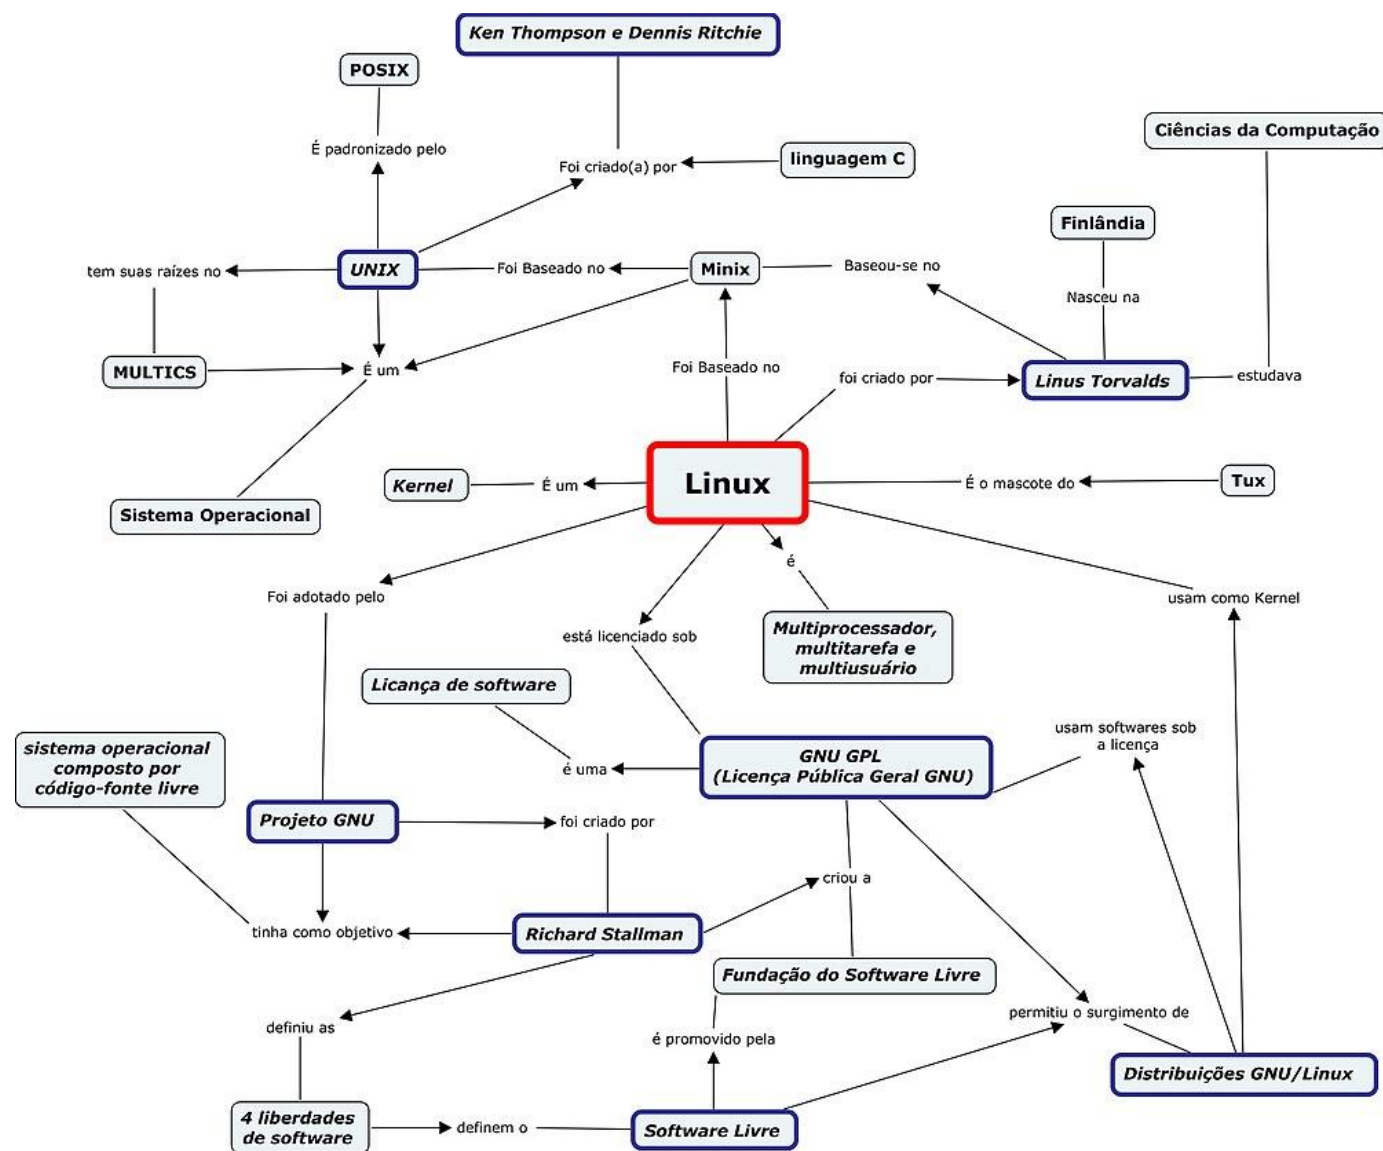 Ken Thompson e Dennis Ritchie
POSIX
Ciências da Computação
É padronizado pelo
Foi criado(a) por
linguagem C
Finlândia
tem suas raízes no
UNIX
Foi Baseado no
Minix
Baseou-se no
Nasceu na
MULTICS
É um
Foi Baseado no
foi criado por
Linus Torvalds
estudava
Kernel
É um
Linux
É o mascote do
Tux
Sistema Operacional
é
Foi adotado pelo
usam como Kernel
está licenciado sob
Multiprocessador,
multitarefa e
multiusuário
Licança de software
usam softwares sob
a licença
sistema operacional
composto por
código-fonte livre
é uma
GNU GPL
(Licença Pública Geral GNU)
Projeto GNU
foi criado por
criou a
tinha como objetivo
Richard Stallman
Fundação do Software Livre
definiu as
permitiu o surgimento de
é promovido pela
Distribuições GNU/Linux
4 liberdades
de software
definem o
Software Livre